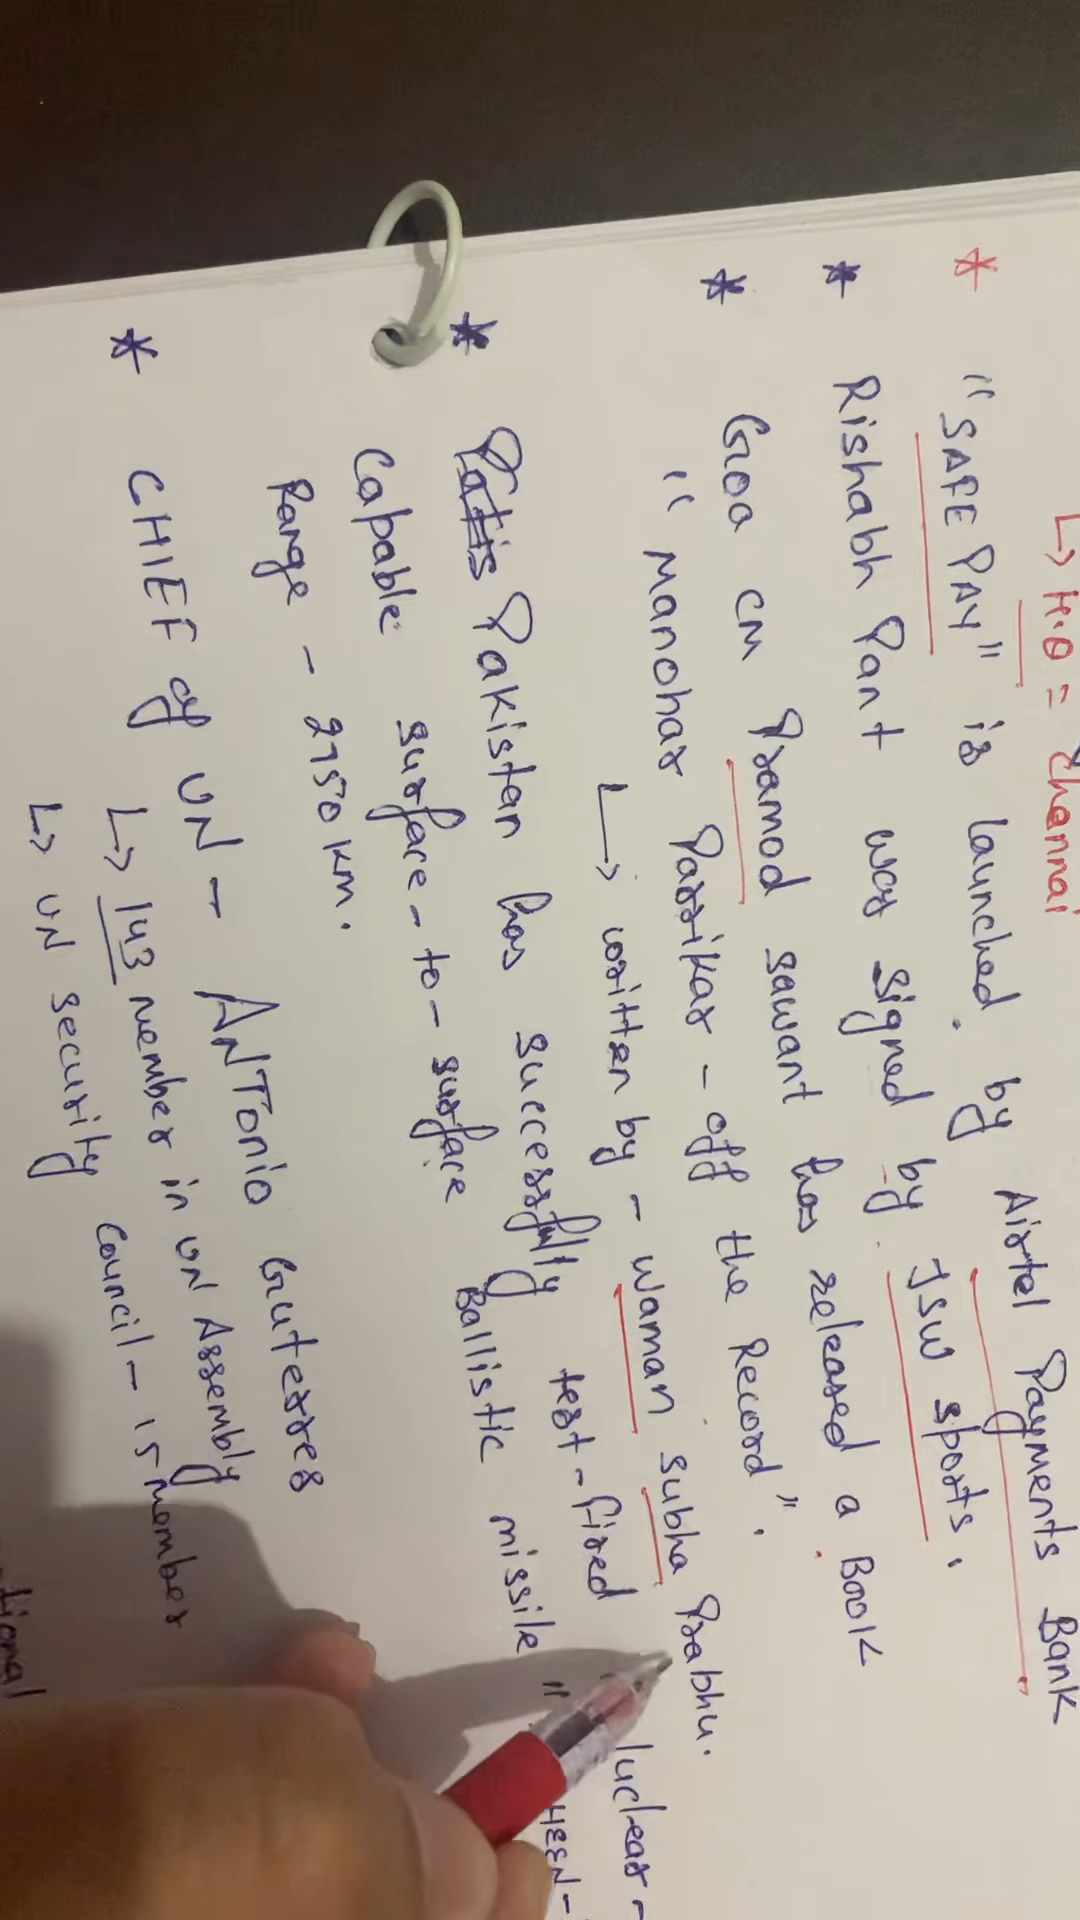 ↳ H.O = Chennai
* "SAFE PAY" is launched by Airtel Payments Bank
* Rishabh Pant was signed by JSW sports.
* Goa CM Pramod sawant has released a Book
" Manohar Parrikar - off the Record".
↳ written by - Waman subha Prabhu.
* Pakistan has successfully test-fired luclear-
Capable surface-to-surface Ballistic missile " HEEN-
Range - 2750 KM.
* CHIEF of UN - ANTonio Guterres
↳ 143 member in UN Assembly
↳ UN security council - 15 member
tional